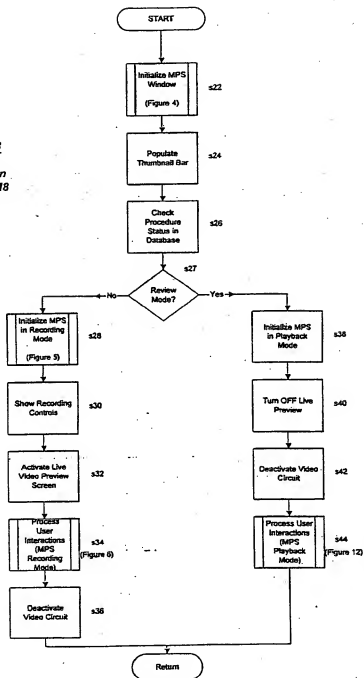 START
Initialize MPS
Window
(Figure 4)
s22
Populate
Thumbnail Bar
s24
Check
Procedure
Status in
Database
s26
s27
Review
Mode?
No
Yes
Initialize MPS
in Recording
Mode
(Figure 5)
s28
Show Recording
Controls
s30
Activate Live
Video Preview
Screen
s32
Process
User
Interactions
(MPS
Recording
Mode)
s34
(Figure 6)
Deactivate
Video Circuit
s36
Initialize MPS
in Playback
Mode
s38
Turn OFF Live
Preview
s40
Deactivate Video
Circuit
s42
Process User
Interactions
(MPS
Playback
Mode)
s44
(Figure 12)
Return
18